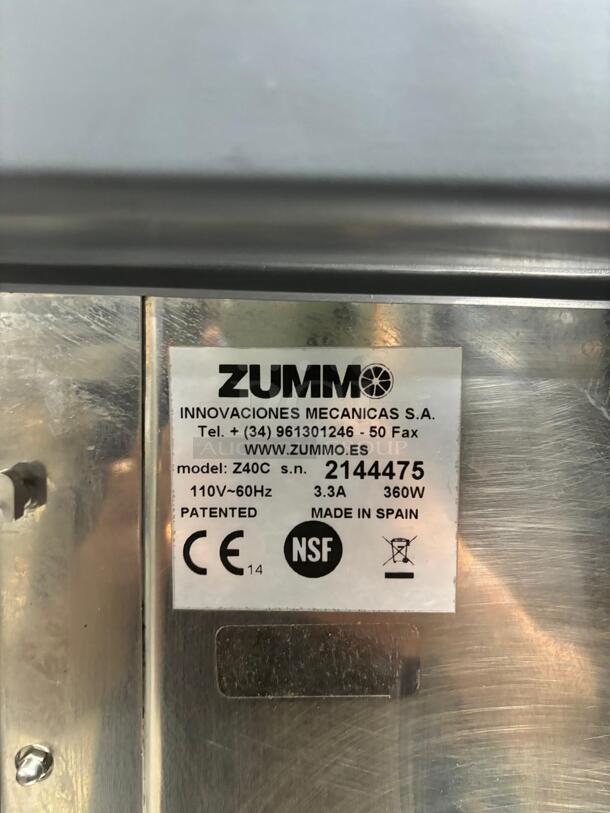 ZUMMO
INNOVACIONES MECANICAS S.A.
Tel. + (34) 961301246 - 50 Fax
WWW.ZUMMO.ES
model: Z40C s.n. 2144475
110V~60Hz 3.3A 360W
PATENTED MADE IN SPAIN
CE 14 NSF